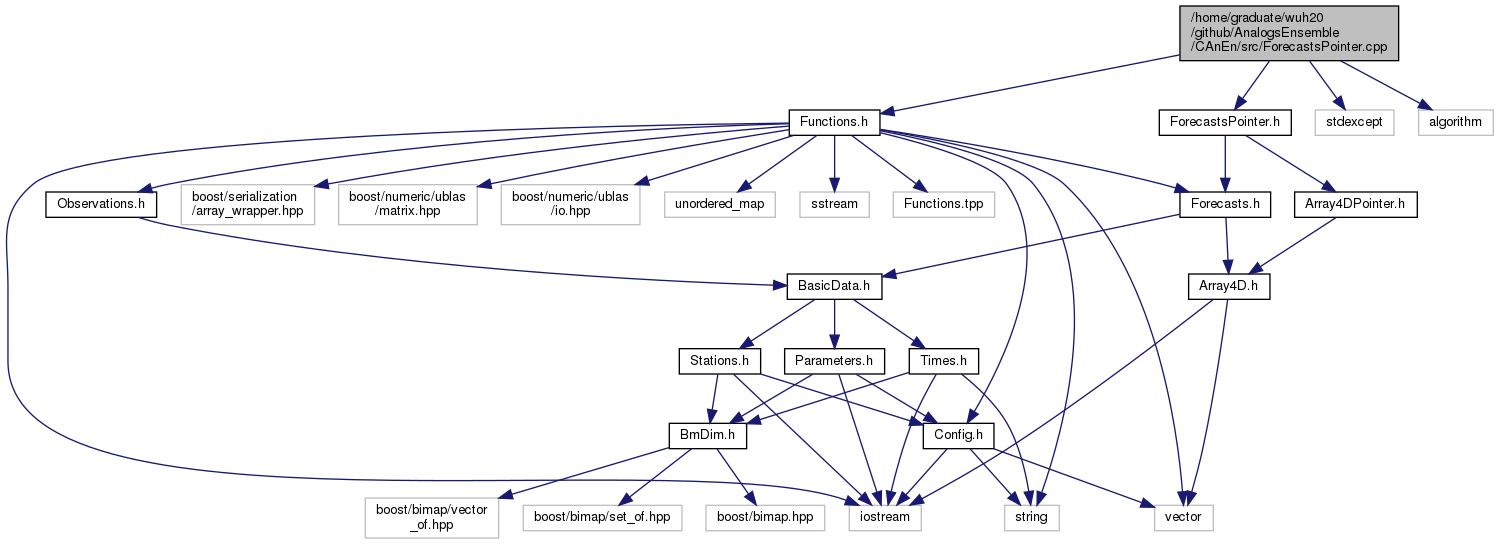 /home/graduate/wuh20
/github/AnalogsEnsemble
/CAnEn/src/ForecastsPointer.cpp
Functions.h
ForecastsPointer.h
stdexcept
algorithm
Observations.h
boost/serialization
/array_wrapper.hpp
boost/numeric/ublas
/matrix.hpp
boost/numeric/ublas
/io.hpp
unordered_map
sstream
Functions.tpp
Forecasts.h
Array4DPointer.h
BasicData.h
Array4D.h
Stations.h
Parameters.h
Times.h
BmDim.h
Config.h
boost/bimap/vector
_of.hpp
boost/bimap/set_of.hpp
boost/bimap.hpp
iostream
string
vector